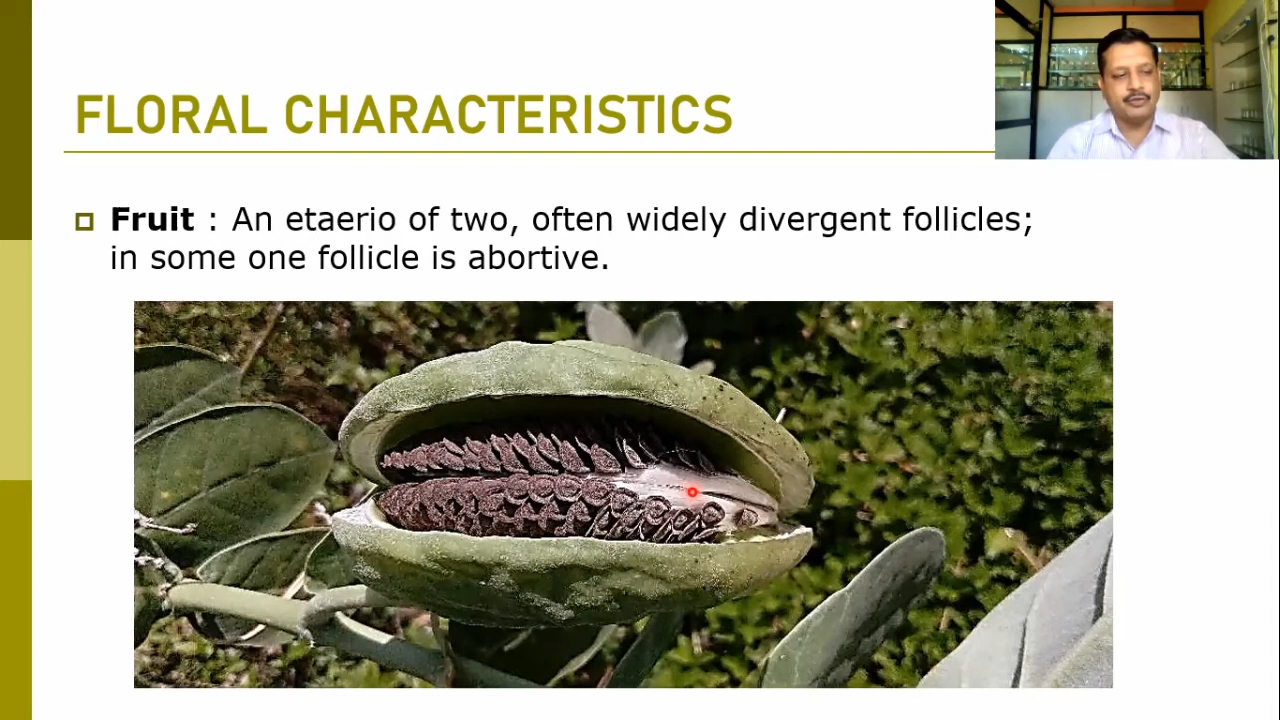 FLORAL CHARACTERISTICS
Fruit : An etaerio of two, often widely divergent follicles;
in some one follicle is abortive.